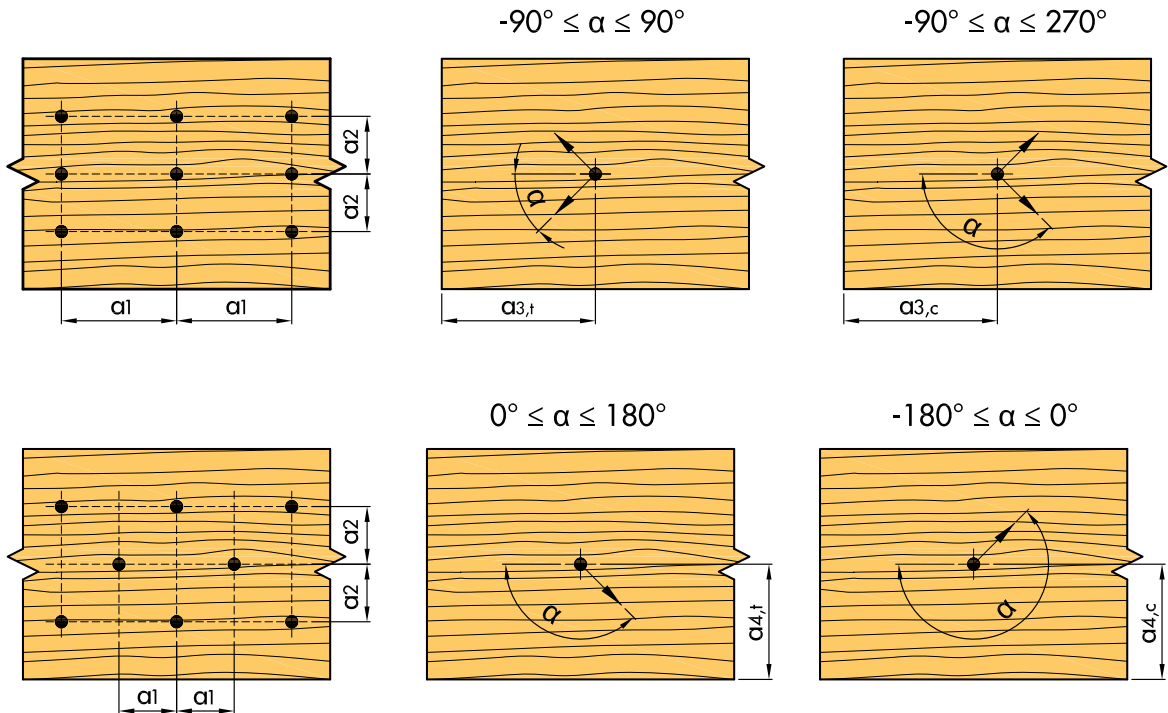 -90° ≤ α ≤ 90°
-90° ≤ α ≤ 270°
a2
a2
a1
a1
α
a3,t
α
a3,c
0° ≤ α ≤ 180°
-180° ≤ α ≤ 0°
a2
a2
a1
a1
α
a4,t
α
a4,c